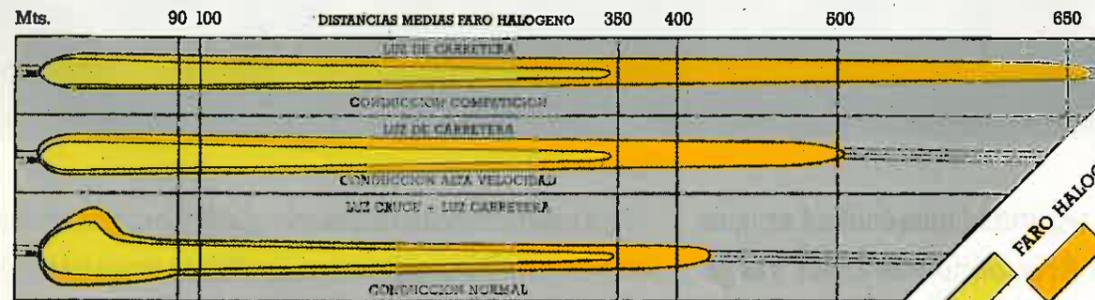 Mts. 90 100 DISTANCIAS MEDIAS FARO HALOGENO 380 400 500 650
LUZ DE CARRETERA
CONDUCCION COMPETICION
LUZ DE CARRETERA
CONDUCCION ALTA VELOCIDAD
LUZ CRUCE - LUZ CARRETERA
CONDUCCION NORMAL
FARO HALOG